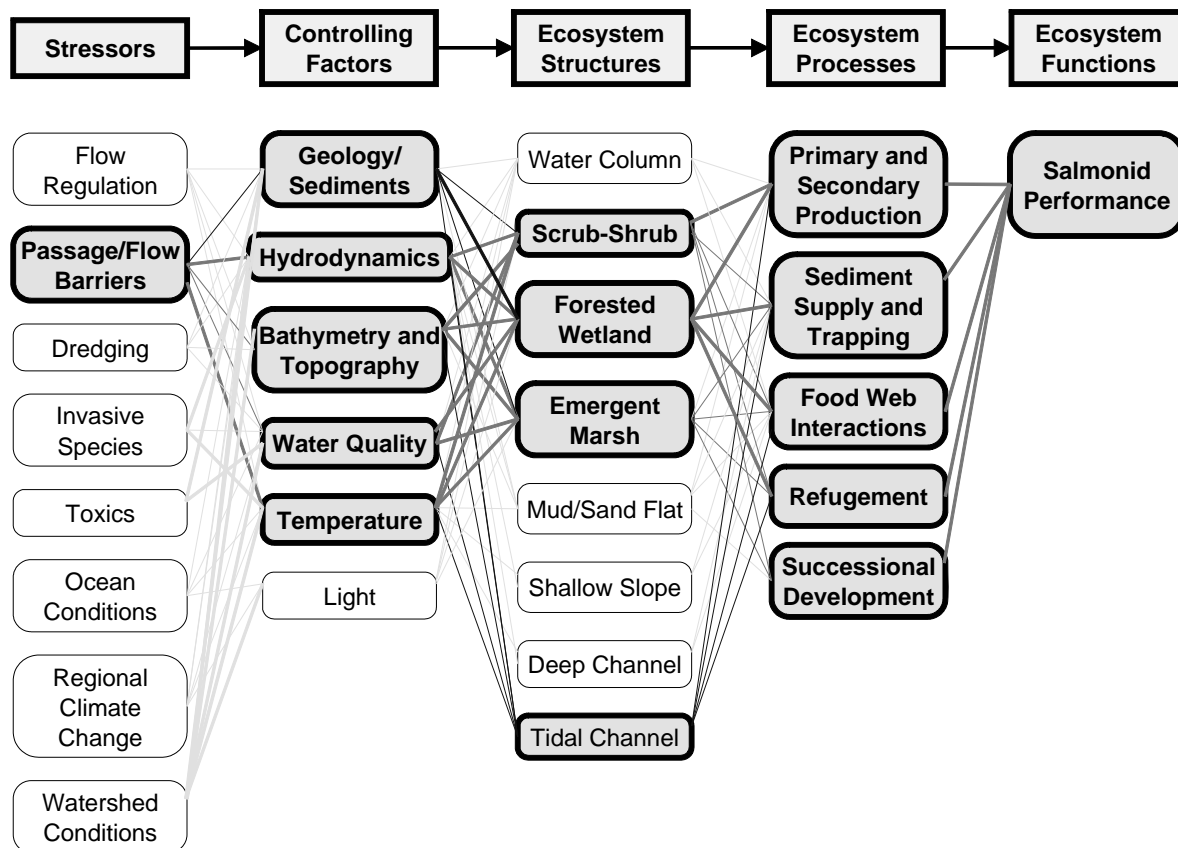 Stressors
Controlling
Factors
Ecosystem
Structures
Ecosystem
Processes
Ecosystem
Functions
Flow
Regulation
Passage/Flow
Barriers
Dredging
Invasive
Species
Toxics
Ocean
Conditions
Regional
Climate
Change
Watershed
Conditions
Geology/
Sediments
Hydrodynamics
Bathymetry and
Topography
Water Quality
Temperature
Light
Water Column
Scrub-Shrub
Forested
Wetland
Emergent
Marsh
Mud/Sand Flat
Shallow Slope
Deep Channel
Tidal Channel
Primary and
Secondary
Production
Sediment
Supply and
Trapping
Food Web
Interactions
Refugement
Successional
Development
Salmonid
Performance